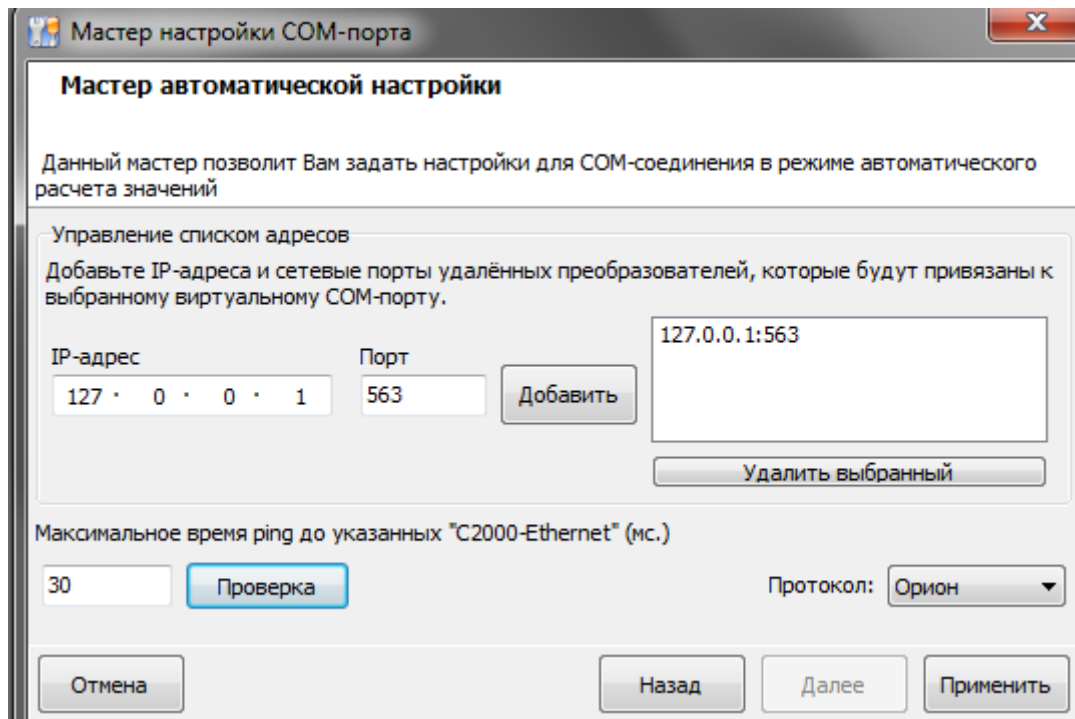 Мастер настройки COM-порта
Мастер автоматической настройки
Данный мастер позволит Вам задать настройки для COM-соединения в режиме автоматического
расчета значений
Управление списком адресов
Добавьте IP-адреса и сетевые порты удалённых преобразователей, которые будут привязаны к
выбранному виртуальному COM-порту.
127.0.0.1:563
IP-адрес Порт
127 · 0 · 0 · 1 563 Добавить
Удалить выбранный
Максимальное время ping до указанных "C2000-Ethernet" (мс.)
30 Проверка Протокол: Орион
Отмена Назад Далее Применить